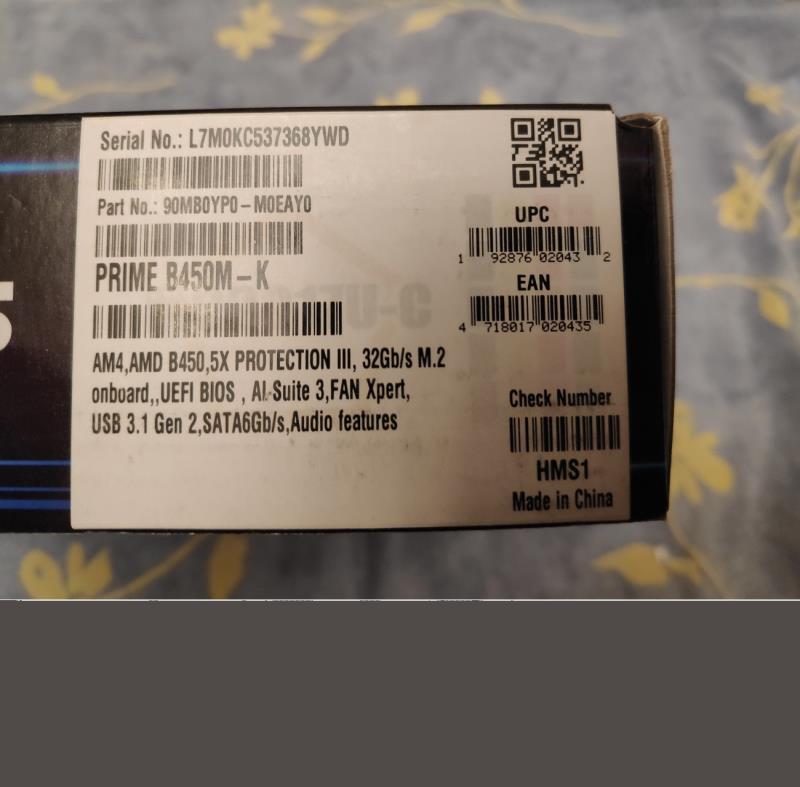 Serial No.: L7M0KC537368YWD
Part No.: 90MB0YP0-M0EAY0
PRIME B450M-K
AM4,AMD B450,5X PROTECTION III, 32Gb/s M.2
onboard,,UEFI BIOS , AI Suite 3,FAN Xpert,
USB 3.1 Gen 2,SATA6Gb/s,Audio features
UPC
1 92876 02043 2
EAN
4 718017 020435
Check Number
HMS1
Made in China
5